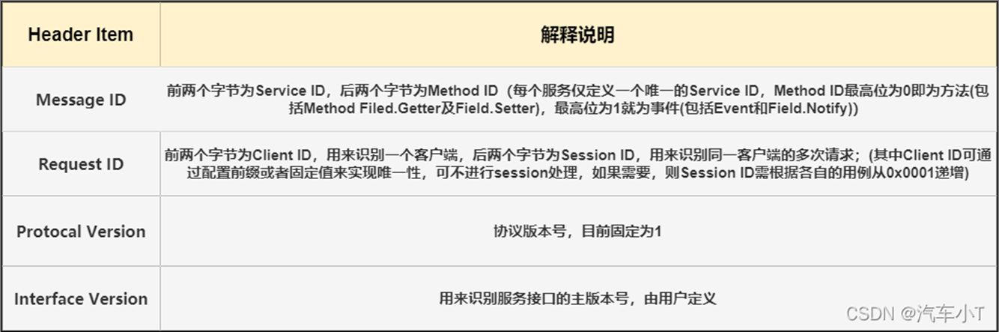 Header Item
解释说明
Message ID
前两个字节为Service ID，后两个字节为Method ID（每个服务仅定义一个唯一的Service ID，Method ID最高位为0即为方法(包
括Method Filed.Getter及Field.Setter)，最高位为1就为事件(包括Event和Field.Notify)）
Request ID
前两个字节为Client ID，用来识别一个客户端，后两个字节为Session ID，用来识别同一客户端的多次请求；(其中Client ID可通
过配置前缀或者固定值来实现唯一性，可不进行session处理，如果需要，则Session ID需根据各自的用例从0x0001递增)
Protocal Version
协议版本号，目前固定为1
Interface Version
用来识别服务接口的主版本号，由用户定义
CSDN @汽车小T